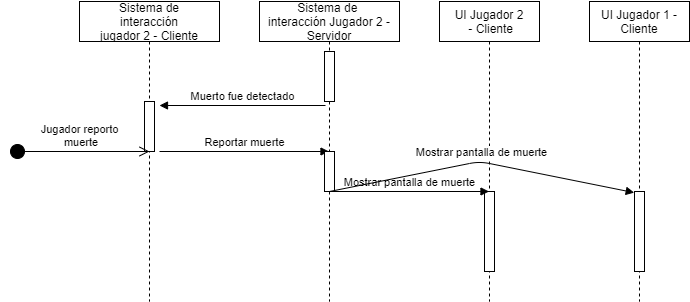 Sistema de
interacción
jugador 2 - Cliente
Sistema de
interacción Jugador 2 -
Servidor
UI Jugador 2
- Cliente
UI Jugador 1 -
Cliente
Muerto fue detectado
Jugador reporto
muerte
Reportar muerte
Mostrar pantalla de muerte
Mostrar pantalla de muerte